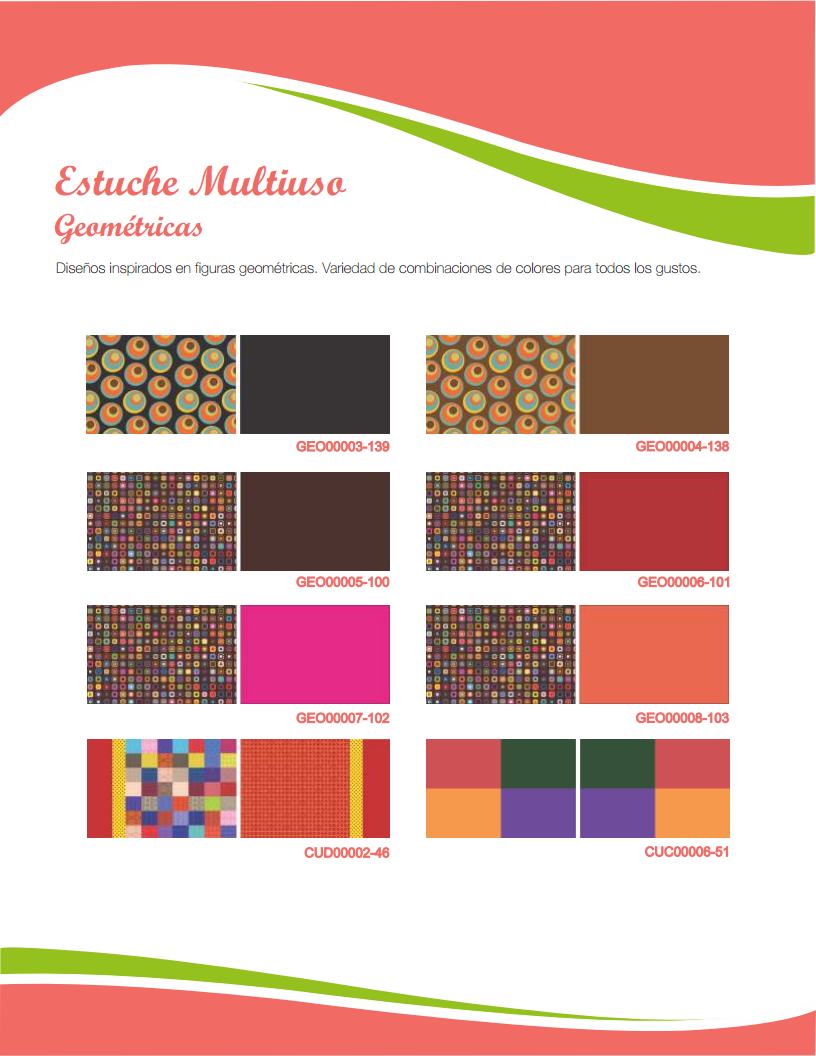 Estuche Multiuso
Geométricas
Diseños inspirados en figuras geométricas. Variedad de combinaciones de colores para todos los gustos.
GEO00003-139
GEO00004-138
GEO00005-100
GEO00006-101
GEO00007-102
GEO00008-103
CUD00002-46
CUC00006-51